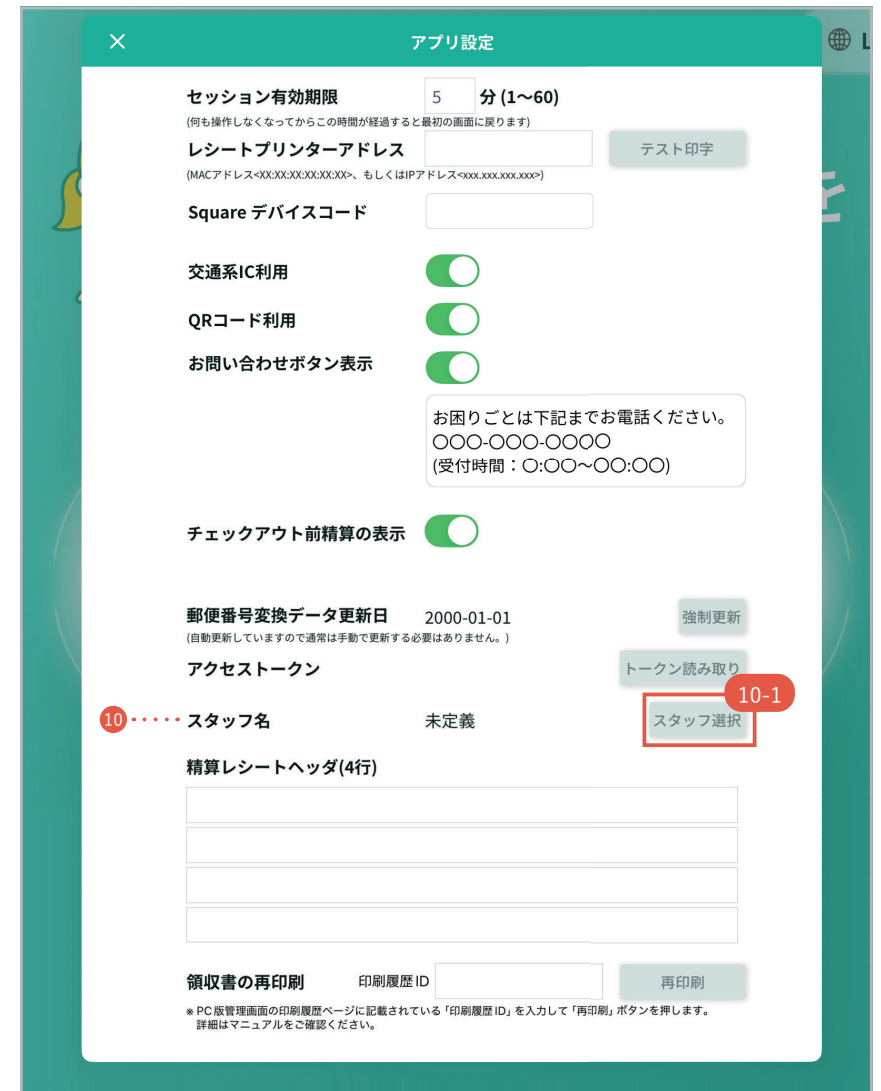 アプリ設定
L
を
セッション有効期限 5 分 (1〜60)
(何も操作しなくなってからこの時間が経過すると最初の画面に戻ります)
レシートプリンターアドレス テスト印字
(MACアドレス<XX:XX:XX:XX:XX:XX>、もしくはIPアドレス<xxx.xxx.xxx.xxx>)
Square デバイスコード
交通系IC利用
QRコード利用
お問い合わせボタン表示
お困りごとは下記までお電話ください。
〇〇〇-〇〇〇-〇〇〇〇
(受付時間：〇:〇〇〜〇〇:〇〇)
チェックアウト前精算の表示
郵便番号変換データ更新日 2000-01-01 強制更新
(自動更新していますので通常は手動で更新する必要はありません。)
アクセストークン トークン読み取り
10-1
10 スタッフ名 未定義 スタッフ選択
精算レシートヘッダ(4行)
領収書の再印刷 印刷履歴ID 再印刷
※ PC版管理画面の印刷履歴ページに記載されている「印刷履歴ID」を入力して「再印刷」ボタンを押します。
詳細はマニュアルをご確認ください。